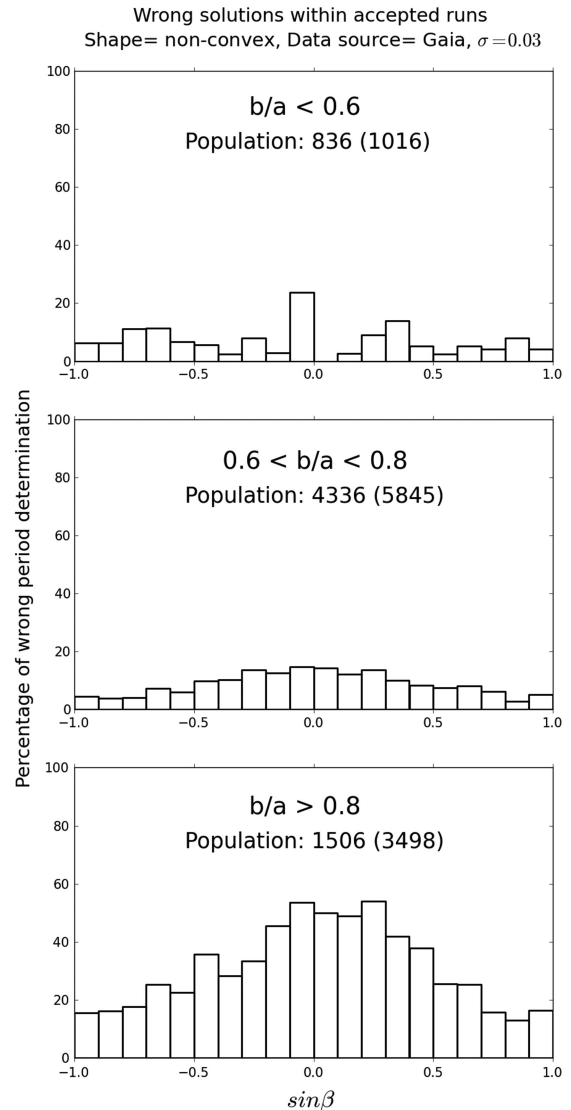 Wrong solutions within accepted runs
Shape= non-convex, Data source= Gaia, σ=0.03
Percentage of wrong period determination
b/a < 0.6
Population: 836 (1016)
100
80
60
40
20
0
−1.0 −0.5 0.0 0.5 1.0
0.6 < b/a < 0.8
Population: 4336 (5845)
100
80
60
40
20
0
−1.0 −0.5 0.0 0.5 1.0
b/a > 0.8
Population: 1506 (3498)
100
80
60
40
20
0
−1.0 −0.5 0.0 0.5 1.0
sinβ